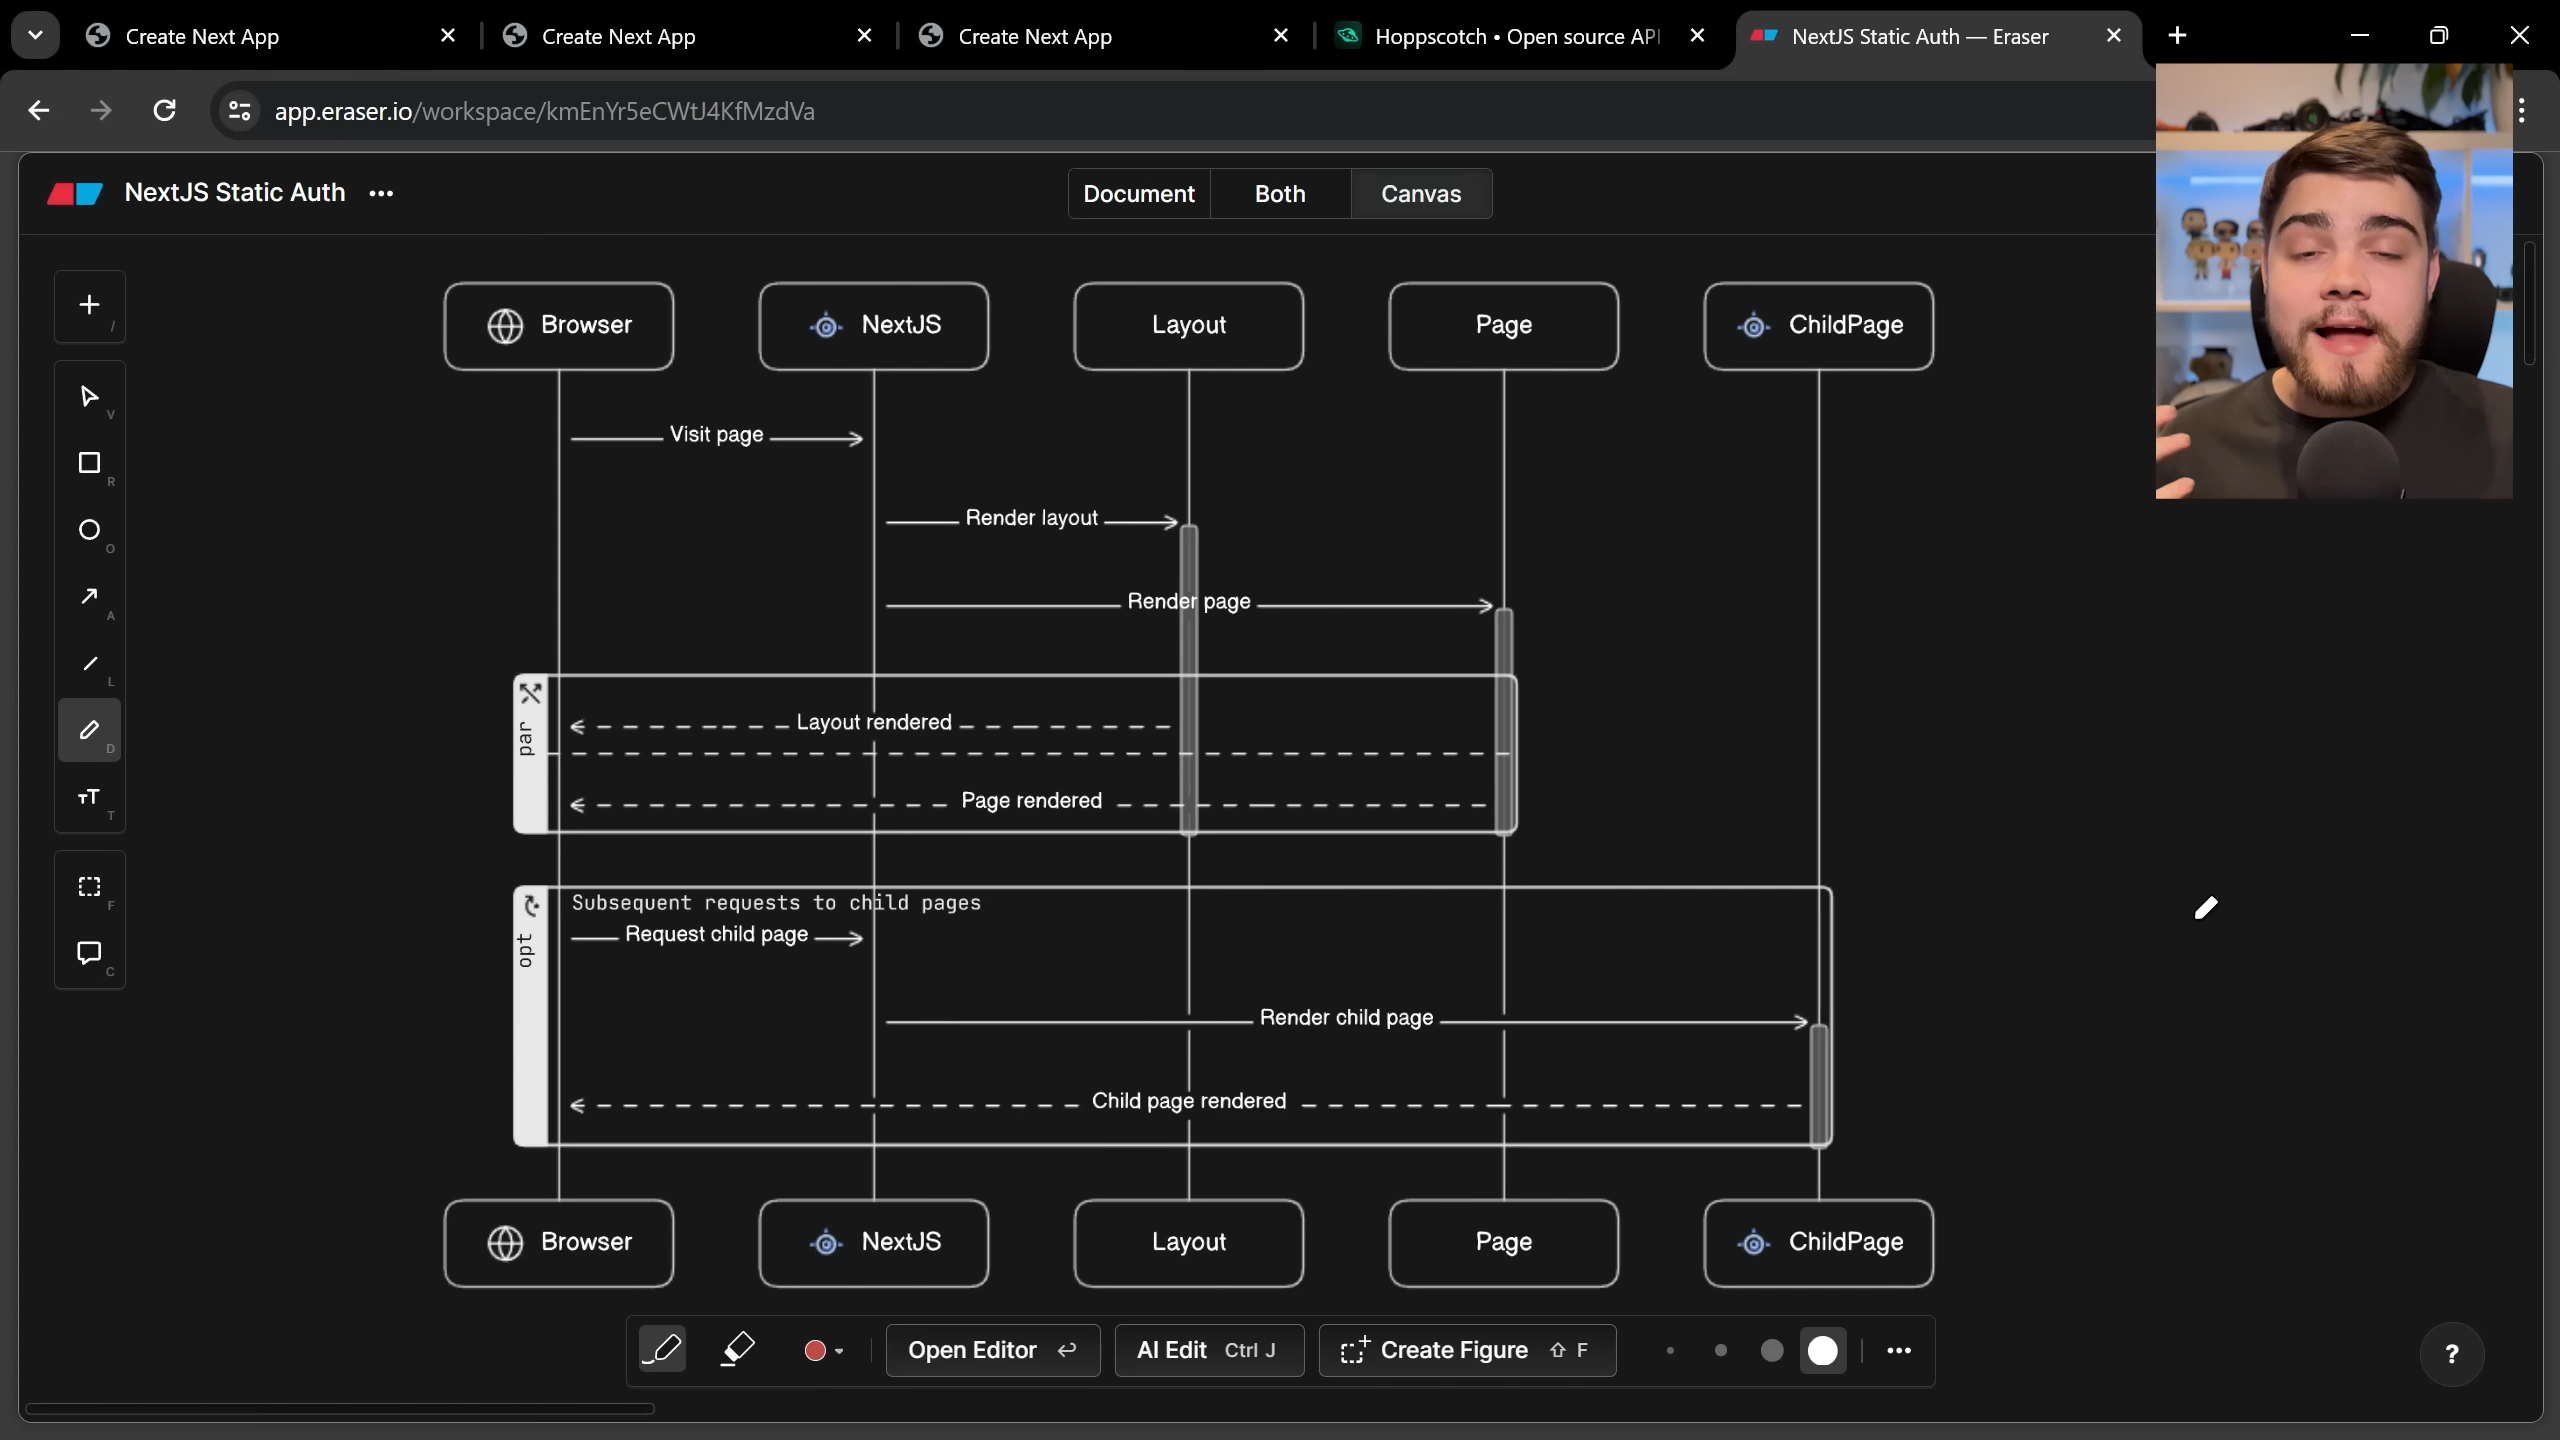 Create Next App
Create Next App
Create Next App
Hoppscotch • Open source API
NextJS Static Auth — Eraser
app.eraser.io/workspace/kmEnYr5eCWtJ4KfMzdVa
NextJS Static Auth
Document
Both
Canvas
/
V
R
O
A
L
D
T
F
C
Browser
NextJS
Layout
Page
ChildPage
Visit page
Render layout
Render page
par
Layout rendered
Page rendered
opt
Subsequent requests to child pages
Request child page
Render child page
Child page rendered
Browser
NextJS
Layout
Page
ChildPage
Open Editor
AI Edit Ctrl J
Create Figure ⇧ F
?